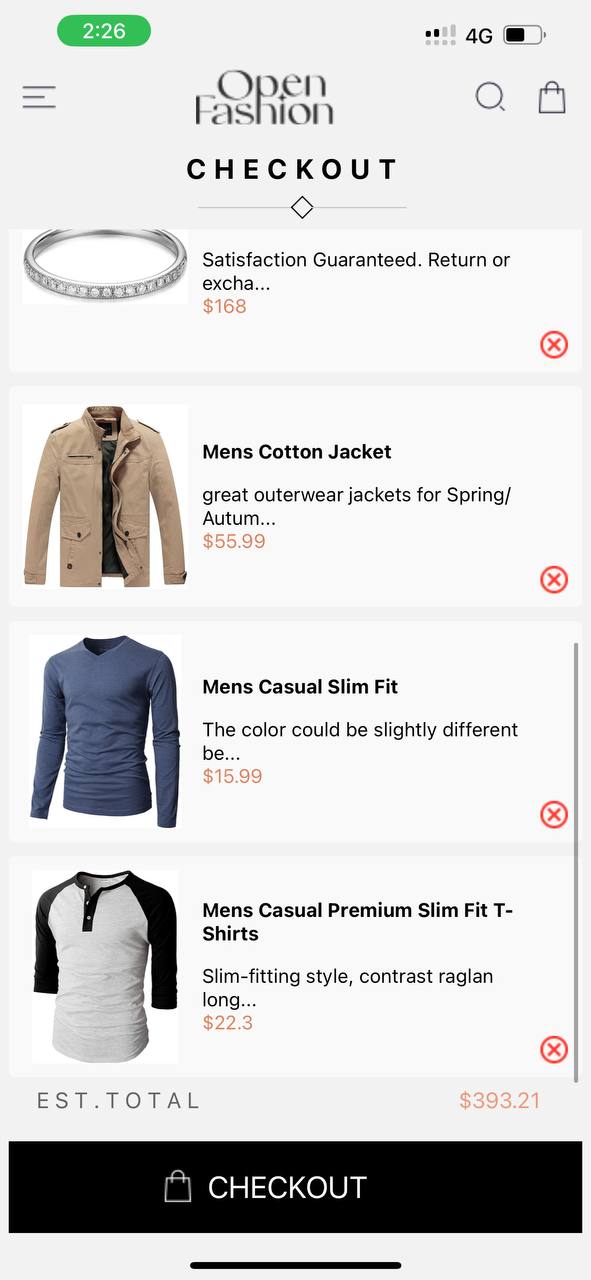 2:26
4G
Open
Fashion
CHECKOUT
Satisfaction Guaranteed. Return or
excha...
$168
Mens Cotton Jacket
great outerwear jackets for Spring/
Autum...
$55.99
Mens Casual Slim Fit
The color could be slightly different
be...
$15.99
Mens Casual Premium Slim Fit T-
Shirts
Slim-fitting style, contrast raglan
long...
$22.3
EST.TOTAL $393.21
CHECKOUT